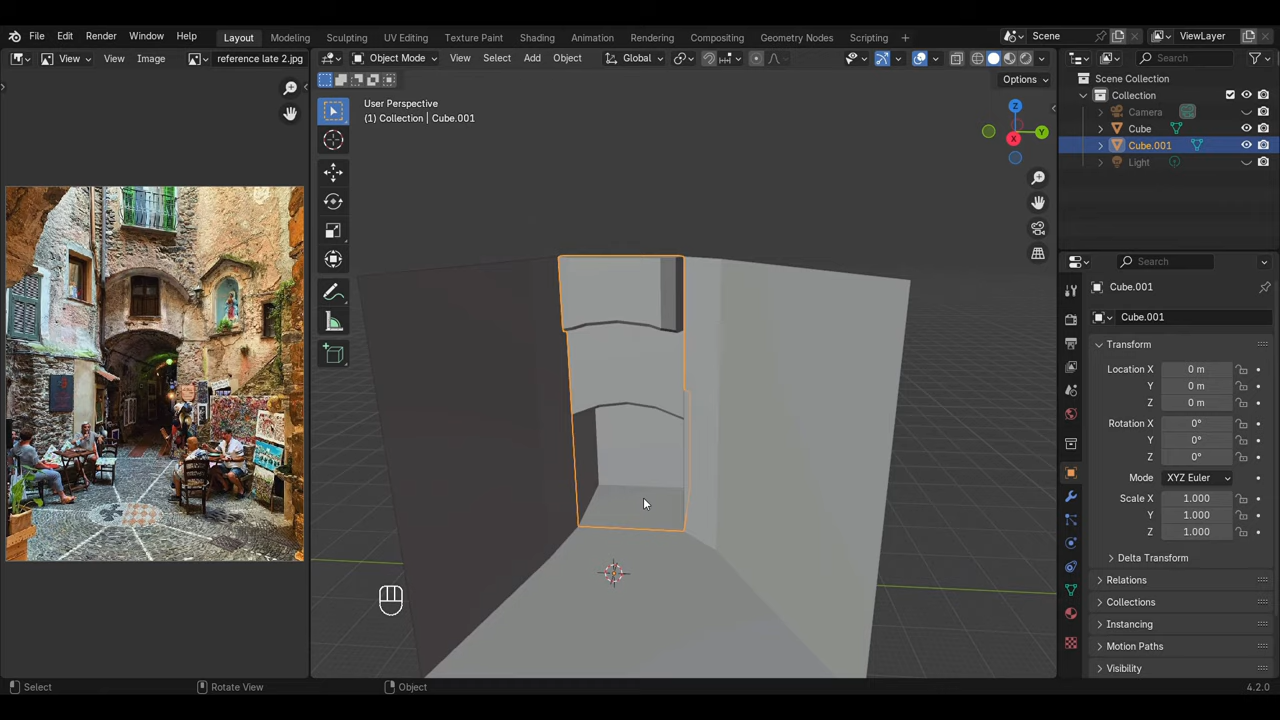 File Edit Render Window Help Layout Modeling Sculpting UV Editing Texture Paint Shading Animation Rendering Compositing Geometry Nodes Scripting + Scene ViewLayer
View View Image reference late 2.jpg Object Mode View Select Add Object Global Search
Options
User Perspective
(1) Collection | Cube.001
Z
Y
X
Scene Collection
Collection
Camera
Cube
Cube.001
Light
Search
Cube.001
Cube.001
Transform
Location X 0 m
Y 0 m
Z 0 m
Rotation X 0°
Y 0°
Z 0°
Mode XYZ Euler
Scale X 1.000
Y 1.000
Z 1.000
Delta Transform
Relations
Collections
Instancing
Motion Paths
Visibility
Select Rotate View Object 4.2.0